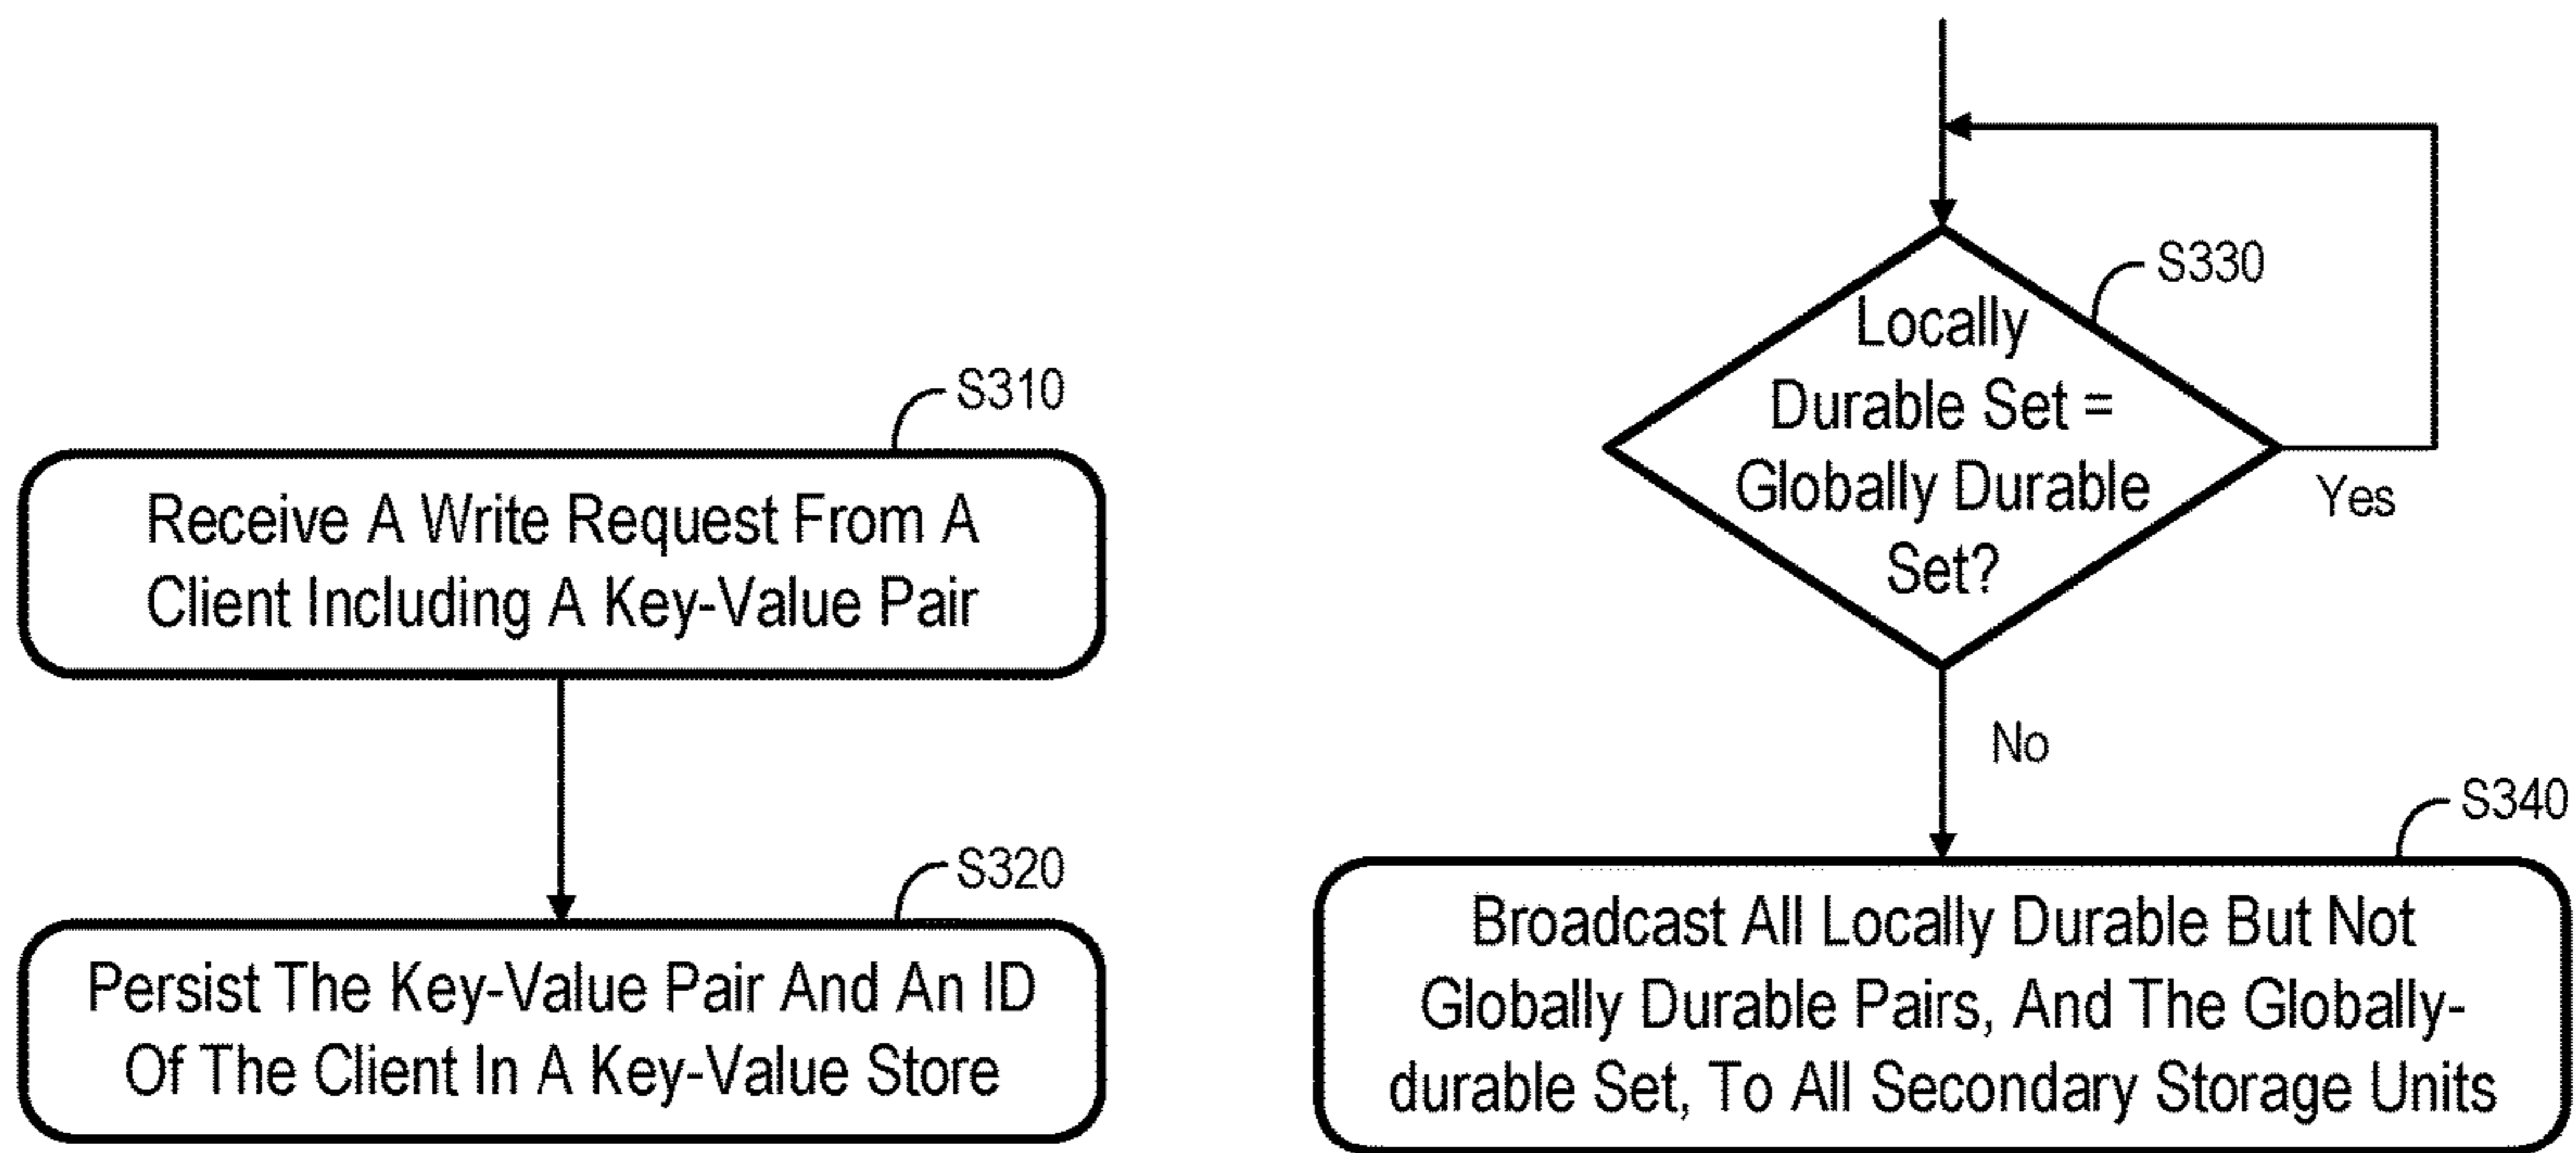 S310
Receive A Write Request From A
Client Including A Key-Value Pair
S320
Persist The Key-Value Pair And An ID
Of The Client In A Key-Value Store
S330
Locally
Durable Set =
Globally Durable
Set?
Yes
No
S340
Broadcast All Locally Durable But Not
Globally Durable Pairs, And The Globally-
durable Set, To All Secondary Storage Units